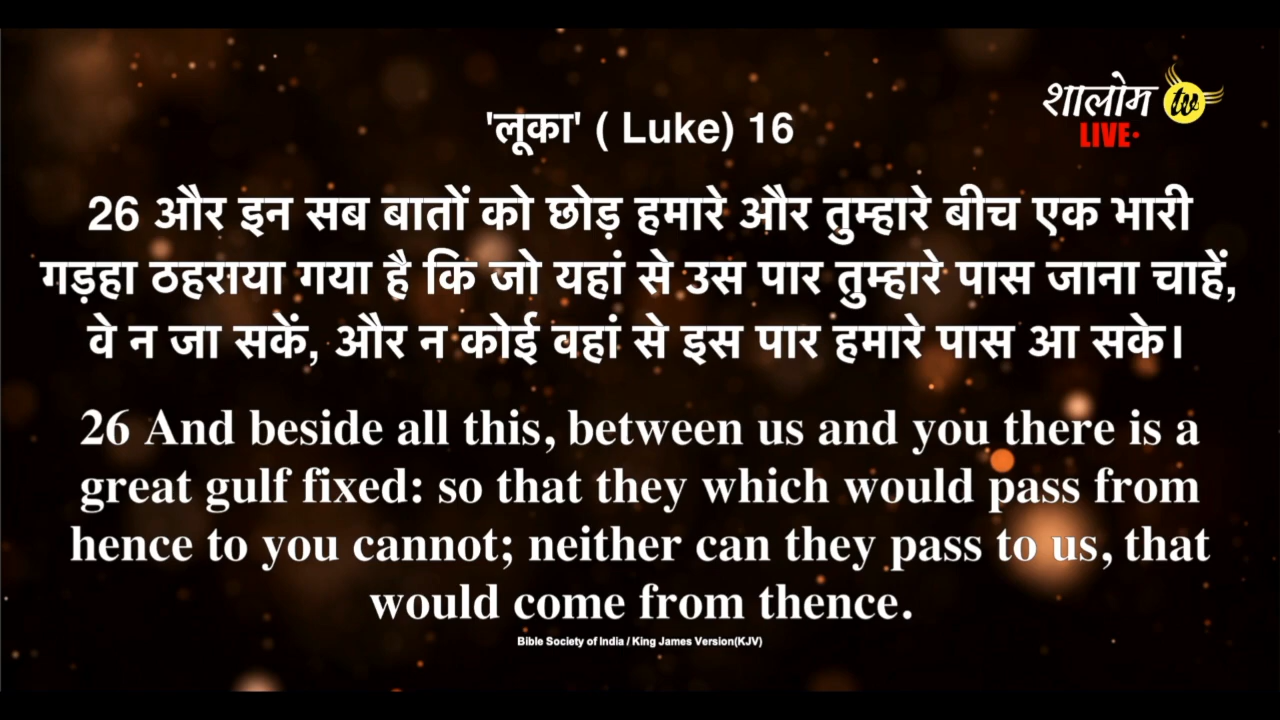 शालोम tv
LIVE
'लूका' ( Luke) 16
26 और इन सब बातों को छोड़ हमारे और तुम्हारे बीच एक भारी
गड़हा ठहराया गया है कि जो यहां से उस पार तुम्हारे पास जाना चाहें,
वे न जा सकें, और न कोई वहां से इस पार हमारे पास आ सके।
26 And beside all this, between us and you there is a
great gulf fixed: so that they which would pass from
hence to you cannot; neither can they pass to us, that
would come from thence.
Bible Society of India / King James Version(KJV)